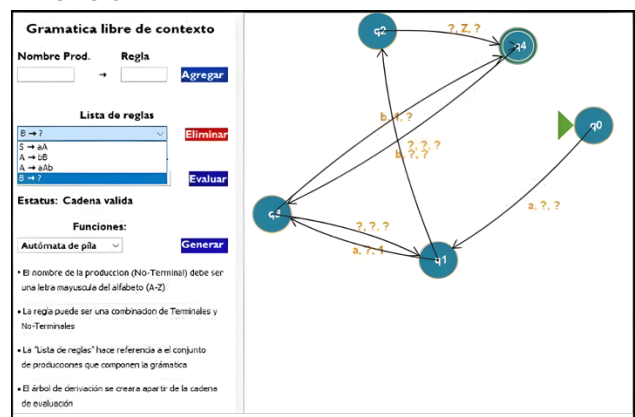 Gramatica libre de contexto
Nombre Prod. Regla
→ Agregar
Lista de reglas
B → ? Eliminar
S → aA
A → bB
A → aAb
B → ?
Evaluar
Estatus: Cadena valida
Funciones:
Autómata de pila Generar
• El nombre de la produccion (No-Terminal) debe ser
una letra mayuscula del alfabeto (A-Z)
• La regla puede ser una combinacion de Terminales y
No-Terminales
• La "Lista de reglas" hace referencia a el conjunto
de producciones que componen la grámatica
• El árbol de derivación se creara apartir de la cadena
de evaluación
q2
?, Z, ?
q4
q0
b, 1, ?
?, ?, ?
b, ?, ?
a, ?, ?
q3
?, ?, ?
a, ?, 1
q1